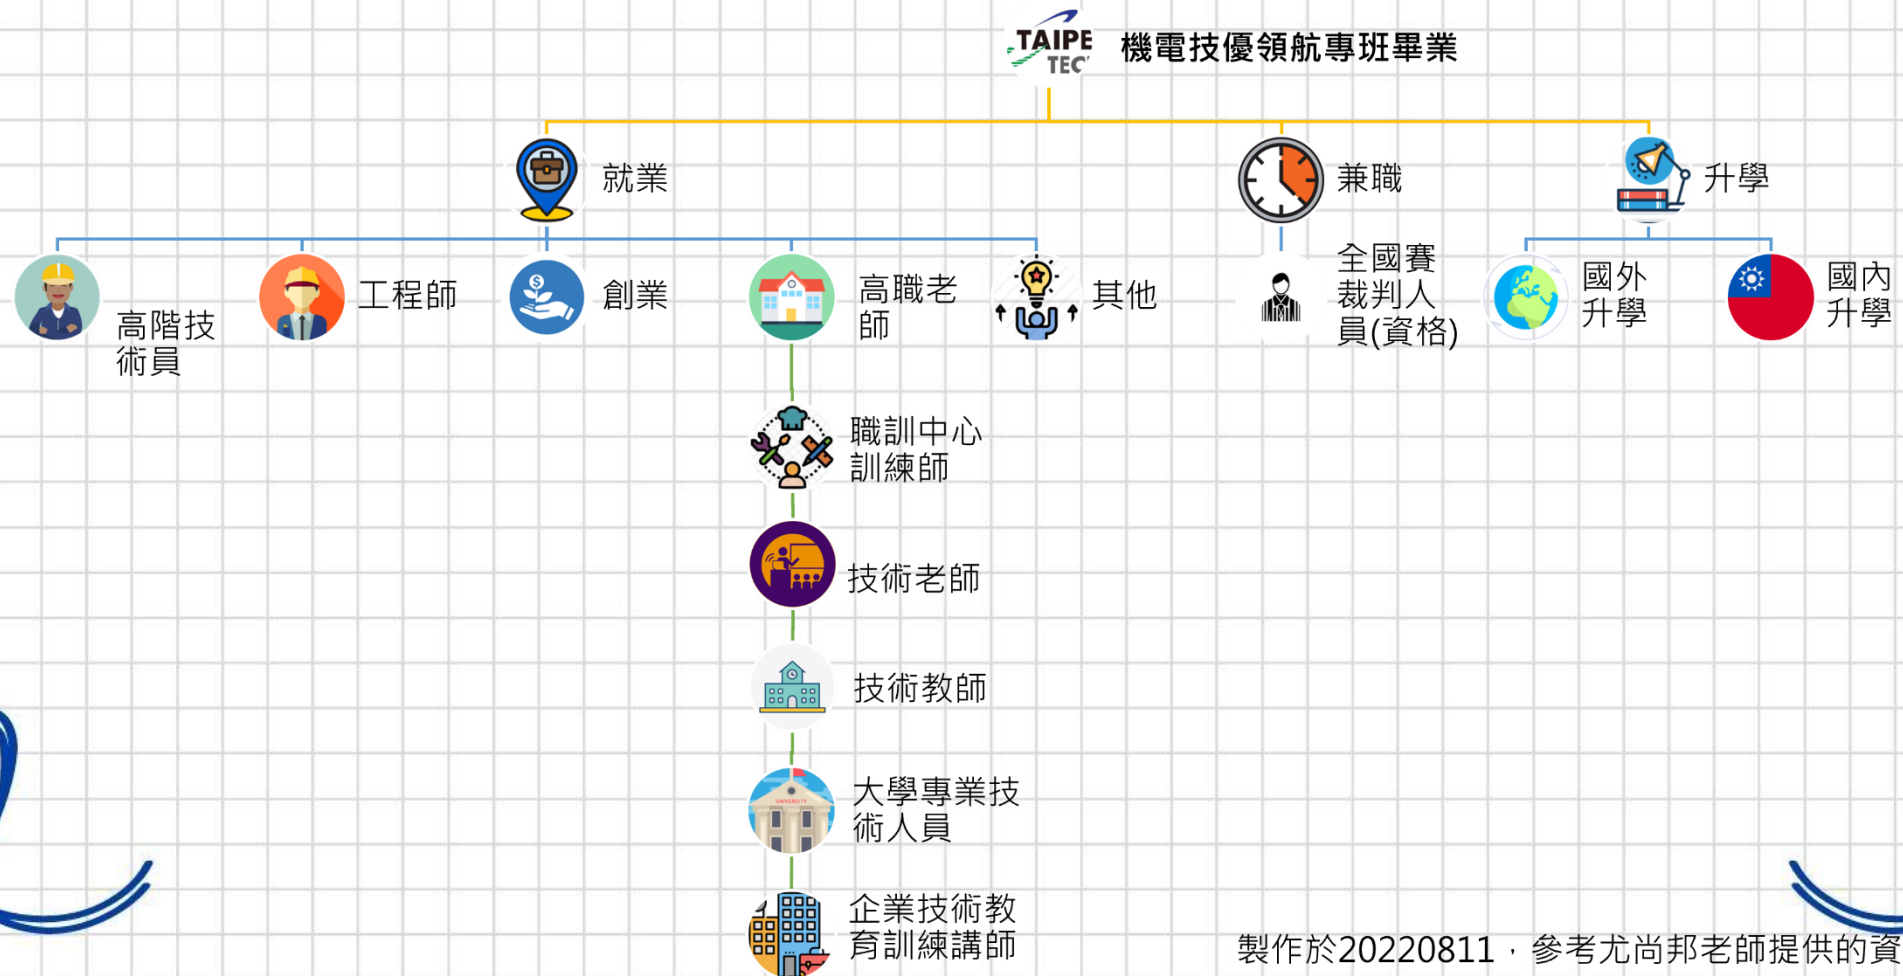 TAIPE
TEC
機電技優領航專班畢業
就業
兼職
升學
高階技
術員
工程師
創業
高職老
師
其他
全國賽
裁判人
員(資格)
國外
升學
國內
升學
職訓中心
訓練師
技術老師
技術教師
UNIVERSITY
大學專業技
術人員
企業技術教
育訓練講師
製作於20220811，參考尤尚邦老師提供的資